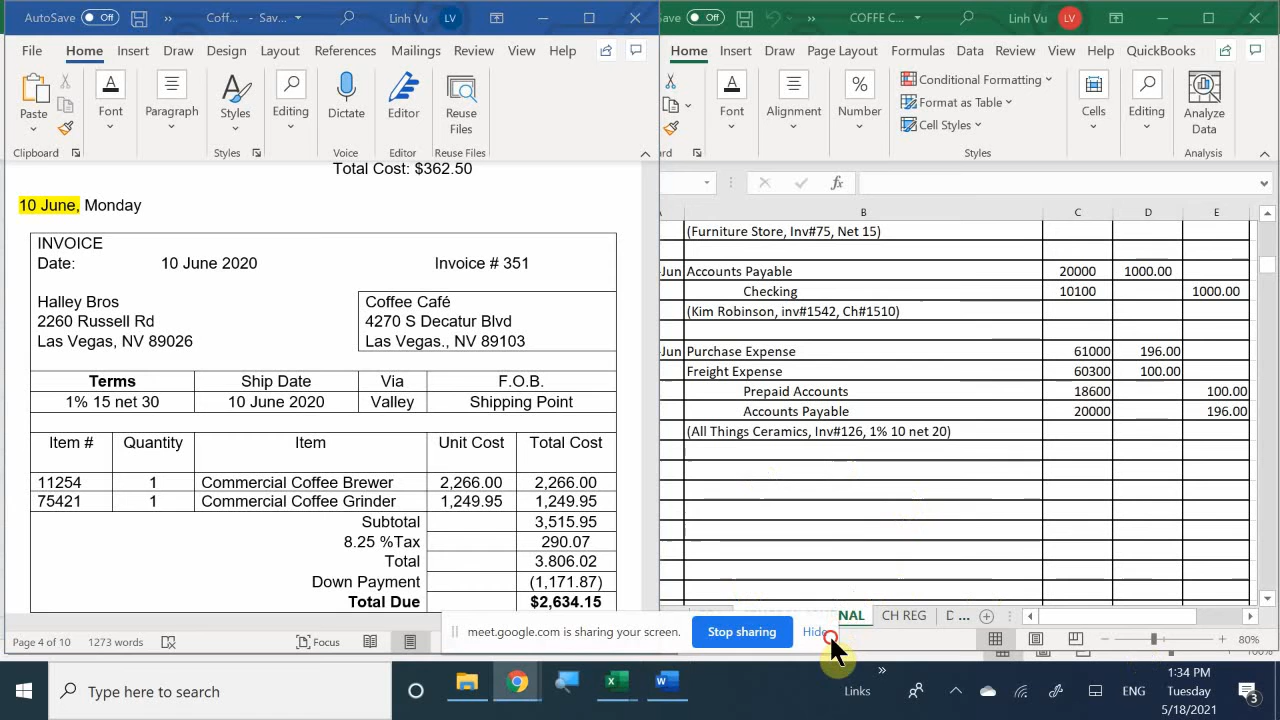 AutoSave Off Coff... - Sav... Linh Vu LV
File Home Insert Draw Design Layout References Mailings Review View Help
Paste Font Paragraph Styles Editing Dictate Editor Reuse Files
Clipboard Styles Voice Editor Reuse Files
Total Cost: $362.50
10 June, Monday
INVOICE
Date: 10 June 2020 Invoice # 351
Halley Bros Coffee Café
2260 Russell Rd 4270 S Decatur Blvd
Las Vegas, NV 89026 Las Vegas., NV 89103
Terms Ship Date Via F.O.B.
1% 15 net 30 10 June 2020 Valley Shipping Point
Item # Quantity Item Unit Cost Total Cost
11254 1 Commercial Coffee Brewer 2,266.00 2,266.00
75421 1 Commercial Coffee Grinder 1,249.95 1,249.95
Subtotal 3,515.95
8.25 %Tax 290.07
Total 3.806.02
Down Payment (1,171.87)
Total Due $2,634.15
Page 4 of 10 1273 words Focus
Save Off COFFE C... Linh Vu LV
Home Insert Draw Page Layout Formulas Data Review View Help QuickBooks
Font Alignment Number Conditional Formatting Cells Editing Analyze Data
Format as Table
Cell Styles
rd Styles Analysis
fx
B C D E
(Furniture Store, Inv#75, Net 15)
-Jun Accounts Payable 20000 1000.00
Checking 10100 1000.00
(Kim Robinson, inv#1542, Ch#1510)
-Jun Purchase Expense 61000 196.00
Freight Expense 60300 100.00
Prepaid Accounts 18600 100.00
Accounts Payable 20000 196.00
(All Things Ceramics, Inv#126, 1% 10 net 20)
NAL CH REG D ...
80%
meet.google.com is sharing your screen. Stop sharing Hide
100%
Type here to search
Links
ENG
1:34 PM
Tuesday
5/18/2021
3